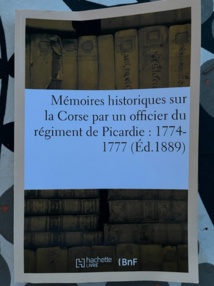 Mémoires historiques sur
la Corse par un officier du
régiment de Picardie : 1774-
1777 (Éd.1889)
hachette
LIVRE
{BnF